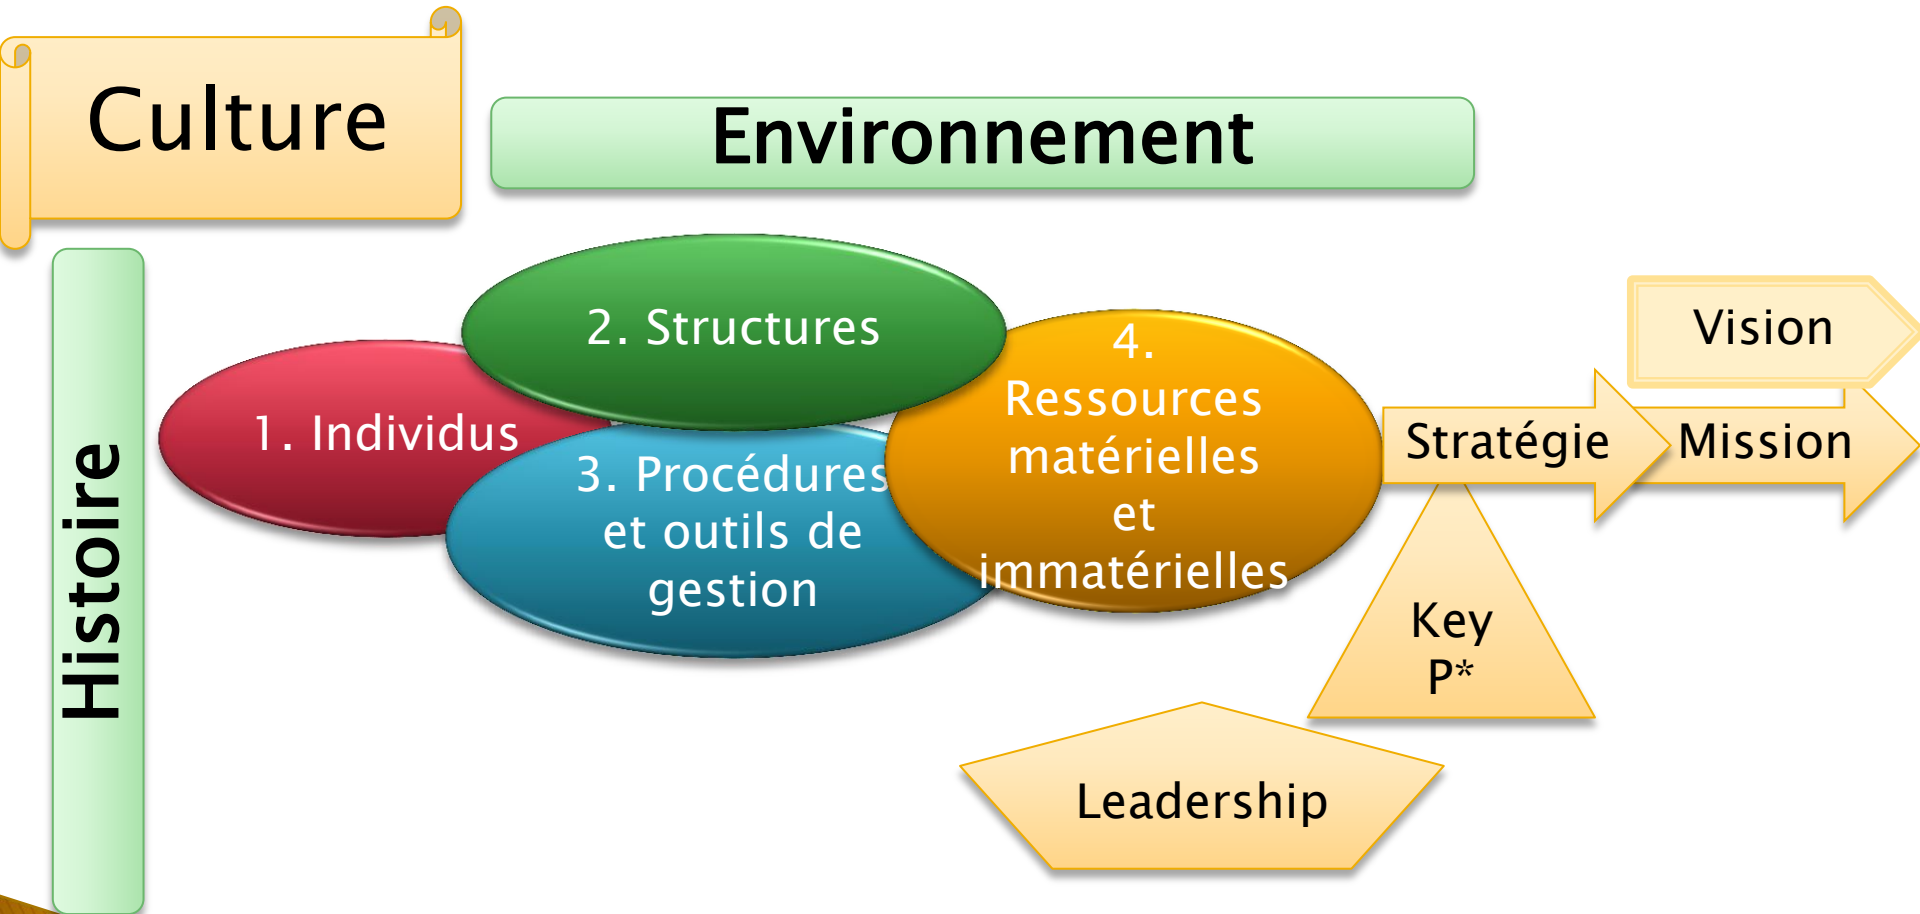 Culture
Environnement
Histoire
1. Individus
2. Structures
3. Procédures
et outils de
gestion
4.
Ressources
matérielles
et
immatérielles
Vision
Stratégie
Mission
Key
P*
Leadership